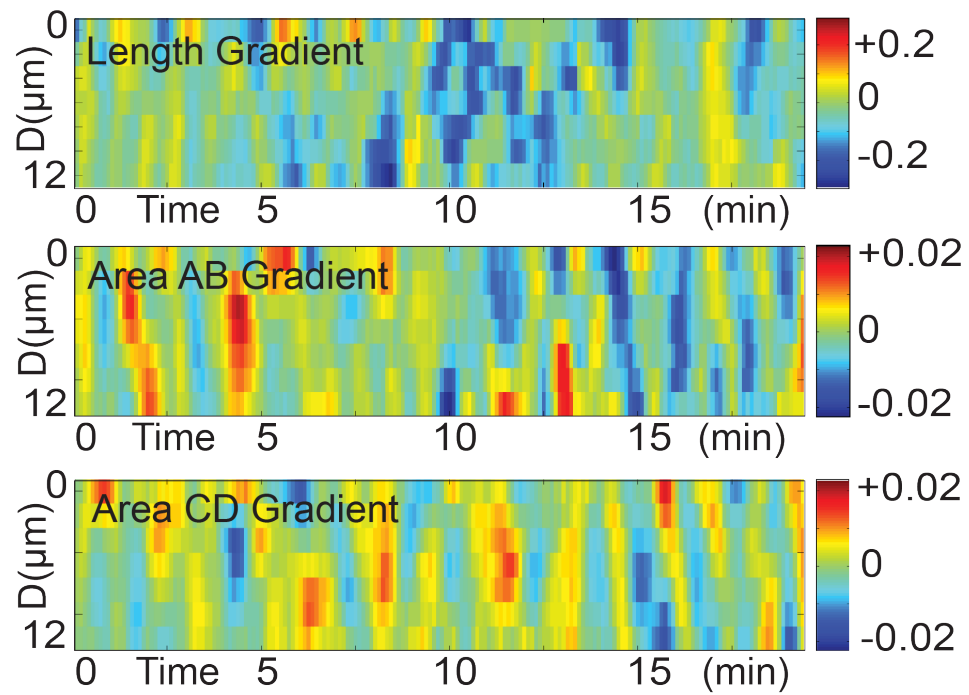 0
Length Gradient
D(µm)
12
0 Time 5 10 15 (min)
+0.2
0
-0.2
0
Area AB Gradient
D(µm)
12
0 Time 5 10 15 (min)
+0.02
0
-0.02
0
Area CD Gradient
D(µm)
12
0 Time 5 10 15 (min)
+0.02
0
-0.02